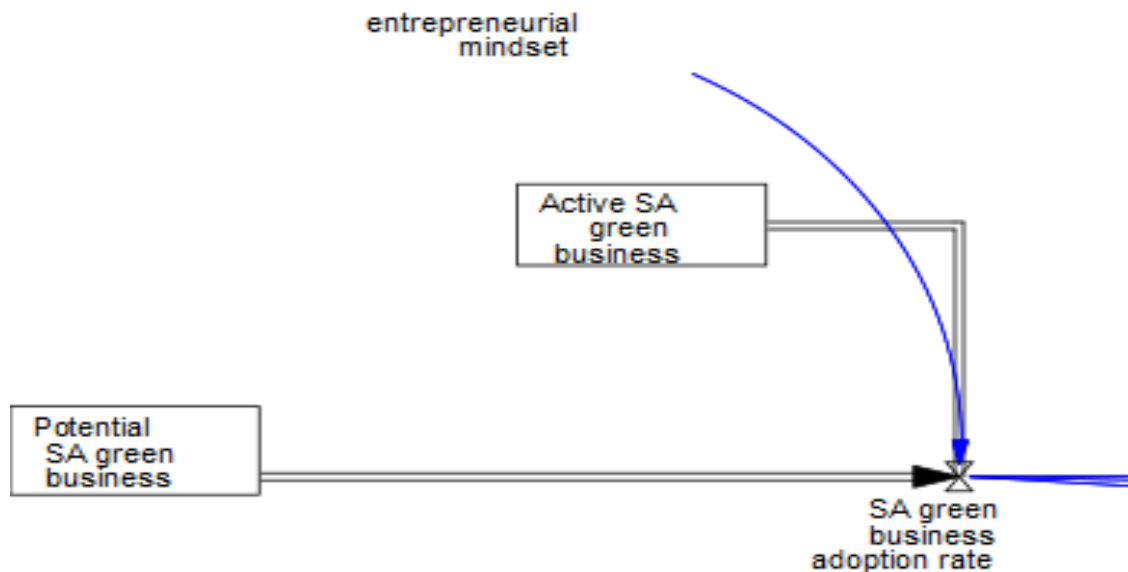 entrepreneurial
mindset
Active SA
green
business
Potential
SA green
business
SA green
business
adoption rate